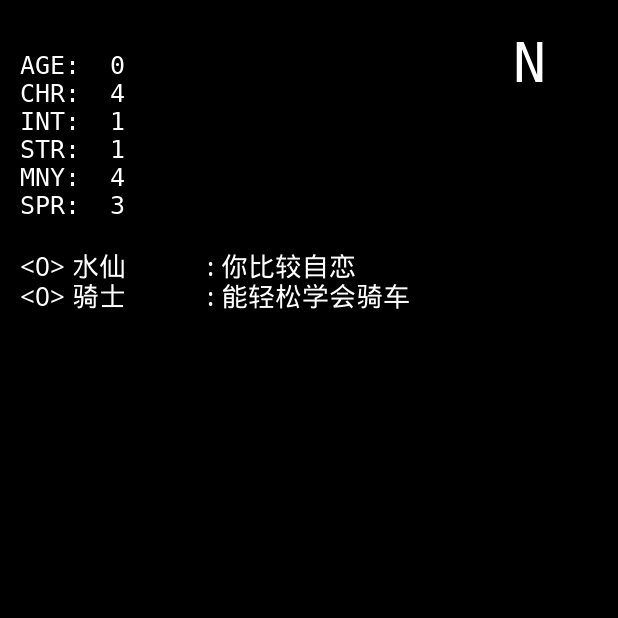 N
AGE: 0
CHR: 4
INT: 1
STR: 1
MNY: 4
SPR: 3
<O> 水仙 : 你比较自恋
<O> 骑士 : 能轻松学会骑车